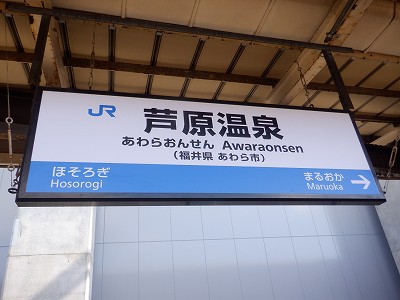 JR 芦原温泉
あわらおんせん Awaraonsen
(福井県 あわら市)
ほそろぎ まるおか
Hosorogi Maruoka